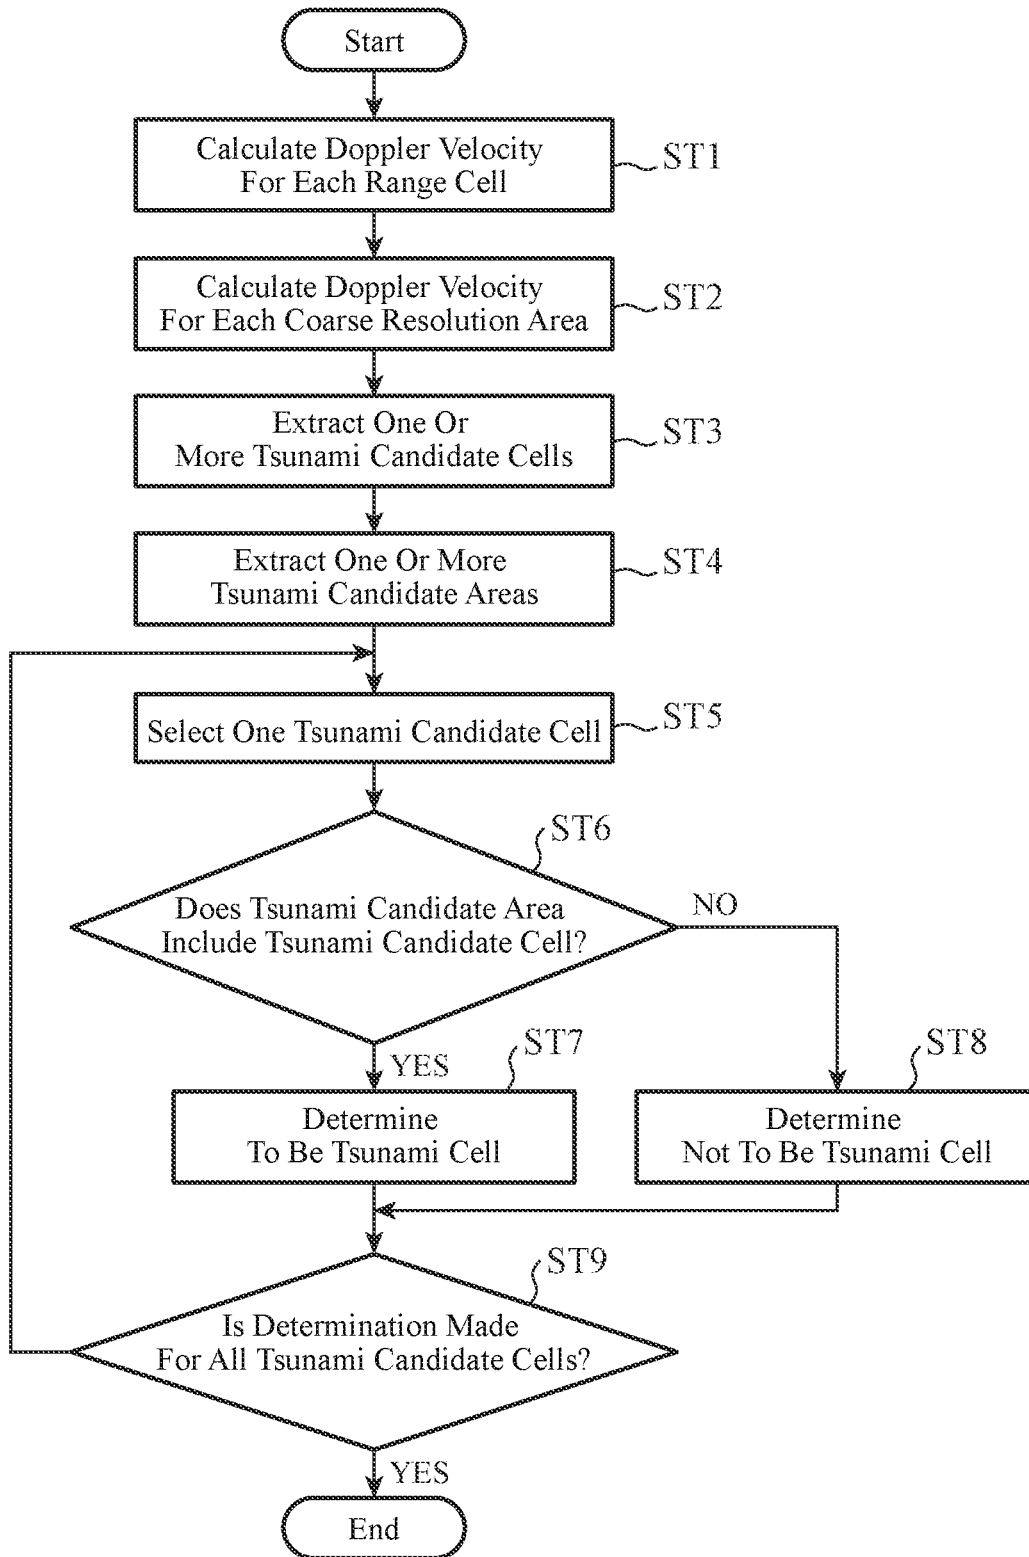 Start
Calculate Doppler Velocity
For Each Range Cell
ST1
Calculate Doppler Velocity
For Each Coarse Resolution Area
ST2
Extract One Or
More Tsunami Candidate Cells
ST3
Extract One Or More
Tsunami Candidate Areas
ST4
Select One Tsunami Candidate Cell
ST5
ST6
Does Tsunami Candidate Area
Include Tsunami Candidate Cell?
NO
YES
ST7
ST8
Determine
To Be Tsunami Cell
Determine
Not To Be Tsunami Cell
ST9
Is Determination Made
For All Tsunami Candidate Cells?
YES
End